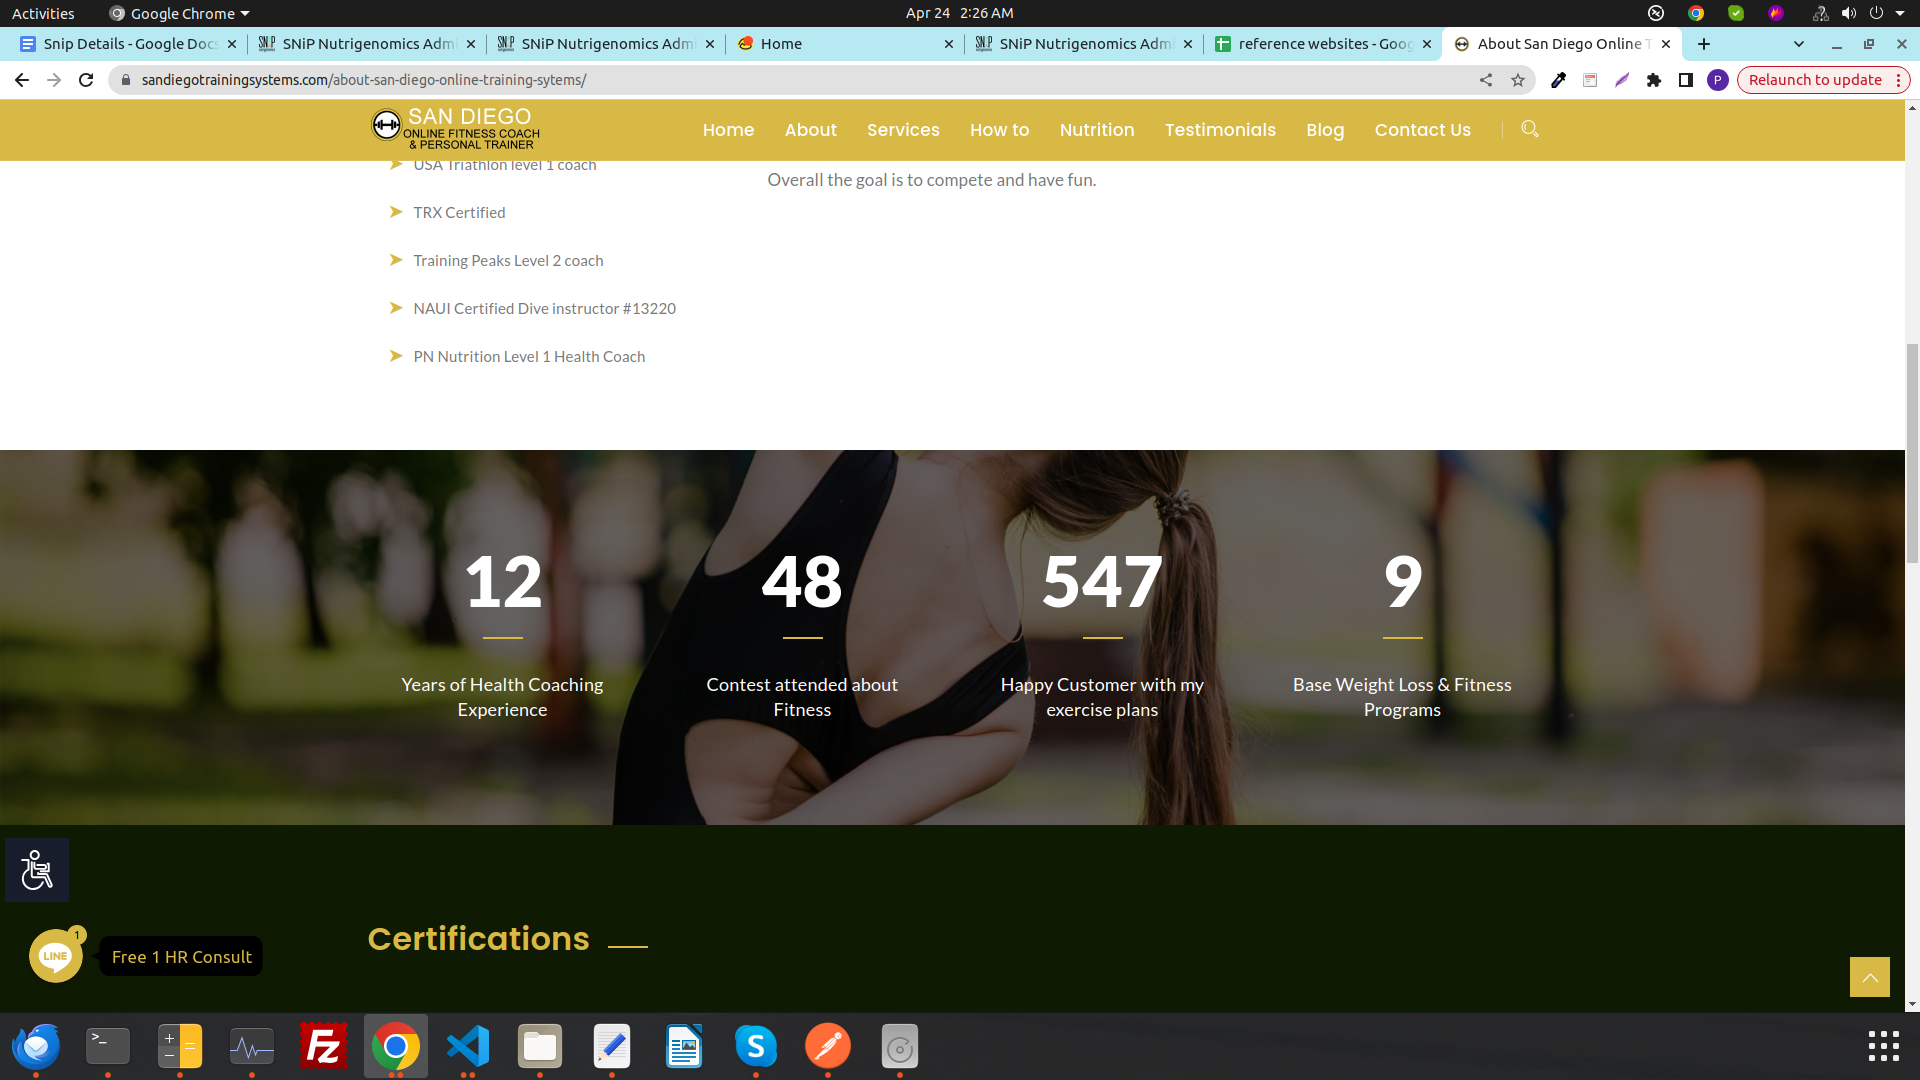 Activities
Google Chrome
Apr 24 2:26 AM
Snip Details - Google Docs
SNiP Nutrigenomics Admi
SNiP Nutrigenomics Admi
Home
SNiP Nutrigenomics Admi
reference websites - Goog
About San Diego Online T
sandiegotrainingsystems.com/about-san-diego-online-training-sytems/
P
Relaunch to update
SAN DIEGO
ONLINE FITNESS COACH
& PERSONAL TRAINER
Home
About
Services
How to
Nutrition
Testimonials
Blog
Contact Us
USA Triathlon level 1 coach
TRX Certified
Training Peaks Level 2 coach
NAUI Certified Dive instructor #13220
PN Nutrition Level 1 Health Coach
Overall the goal is to compete and have fun.
12
Years of Health Coaching
Experience
48
Contest attended about
Fitness
547
Happy Customer with my
exercise plans
9
Base Weight Loss & Fitness
Programs
Certifications
LINE
1
Free 1 HR Consult